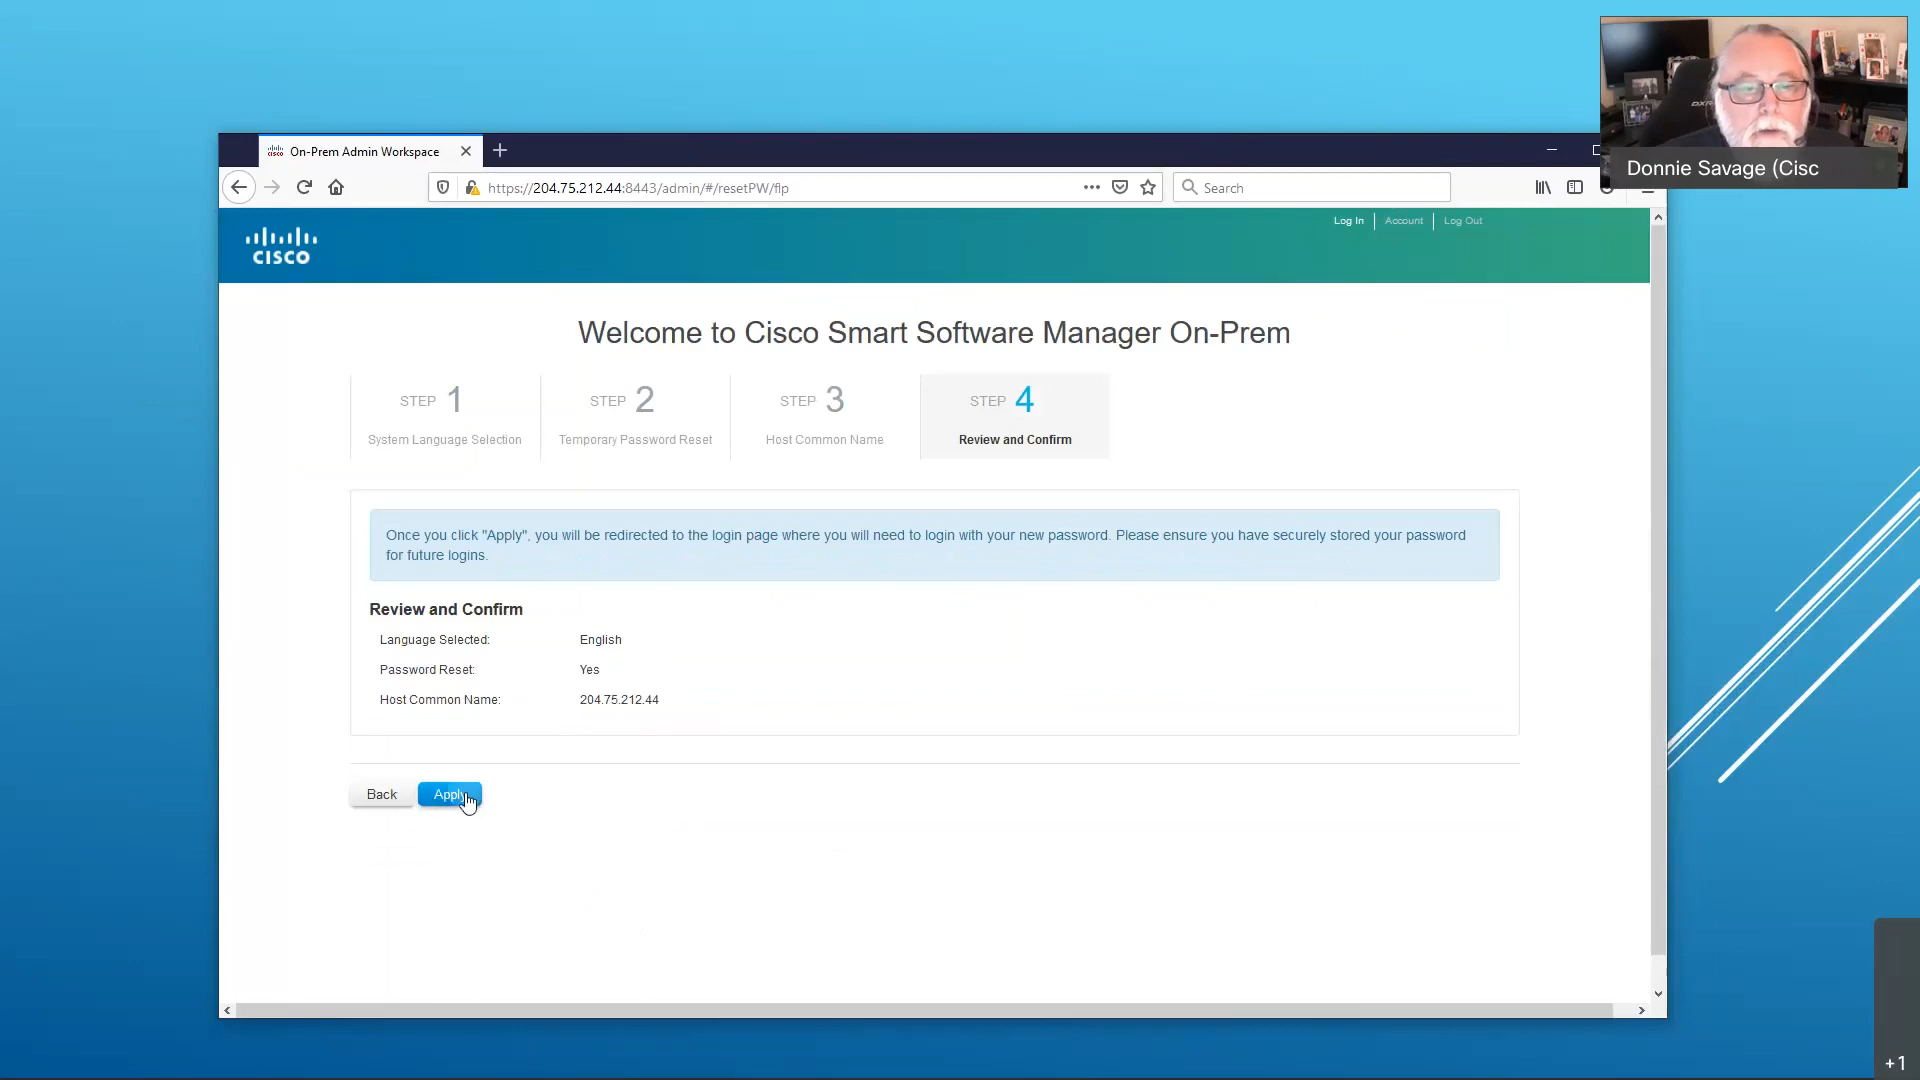 Donnie Savage (Cisc
On-Prem Admin Workspace
https://204.75.212.44:8443/admin/#/resetPW/flp
Search
Log In
Account
Log Out
CISCO
Welcome to Cisco Smart Software Manager On-Prem
STEP 1
System Language Selection
STEP 2
Temporary Password Reset
STEP 3
Host Common Name
STEP 4
Review and Confirm
Once you click "Apply", you will be redirected to the login page where you will need to login with your new password. Please ensure you have securely stored your password
for future logins.
Review and Confirm
Language Selected: English
Password Reset: Yes
Host Common Name: 204.75.212.44
Back
Apply
+1